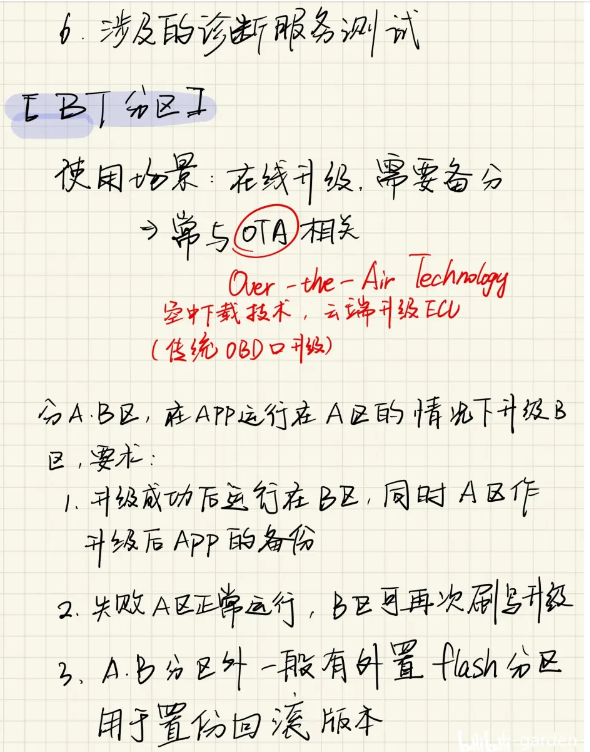 6. 涉及的诊断服务测试
【BT分区】
使用场景：在线升级，需要备分
→ 常与OTA相关
Over-the-Air Technology
空中下载技术，云端升级ECU
(传统OBD口升级)
分A.B区，在APP运行在A区的情况下升级B
区，要求：
1. 升级成功后运行在B区，同时A区作
升级后App的备份
2. 失败A区正常运行，B区可再次刷写升级
3. A.B分区外一般有外置flash分区
用于置份回滚版本
bilibili